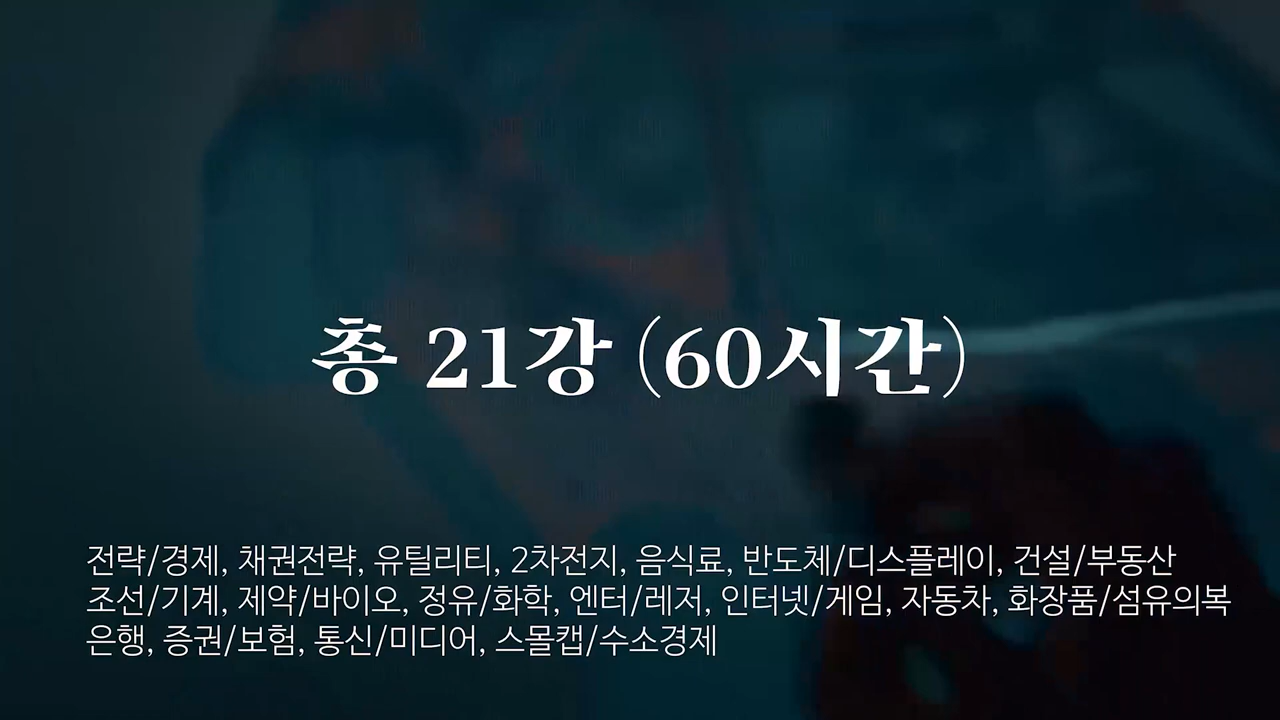 총 21강 (60시간)
전략/경제, 채권전략, 유틸리티, 2차전지, 음식료, 반도체/디스플레이, 건설/부동산
조선/기계, 제약/바이오, 정유/화학, 엔터/레저, 인터넷/게임, 자동차, 화장품/섬유의복
은행, 증권/보험, 통신/미디어, 스몰캡/수소경제